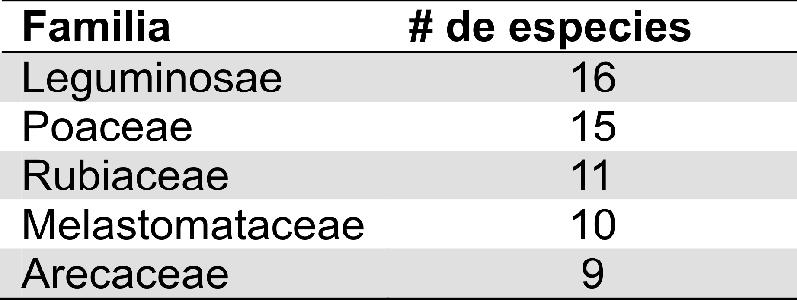 Familia # de especies
Leguminosae 16
Poaceae 15
Rubiaceae 11
Melastomataceae 10
Arecaceae 9